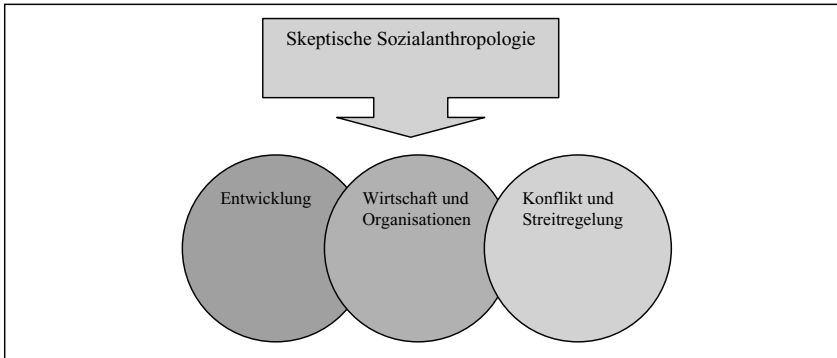 Skeptische Sozialanthropologie
Entwicklung
Wirtschaft und
Organisationen
Konflikt und
Streitregelung